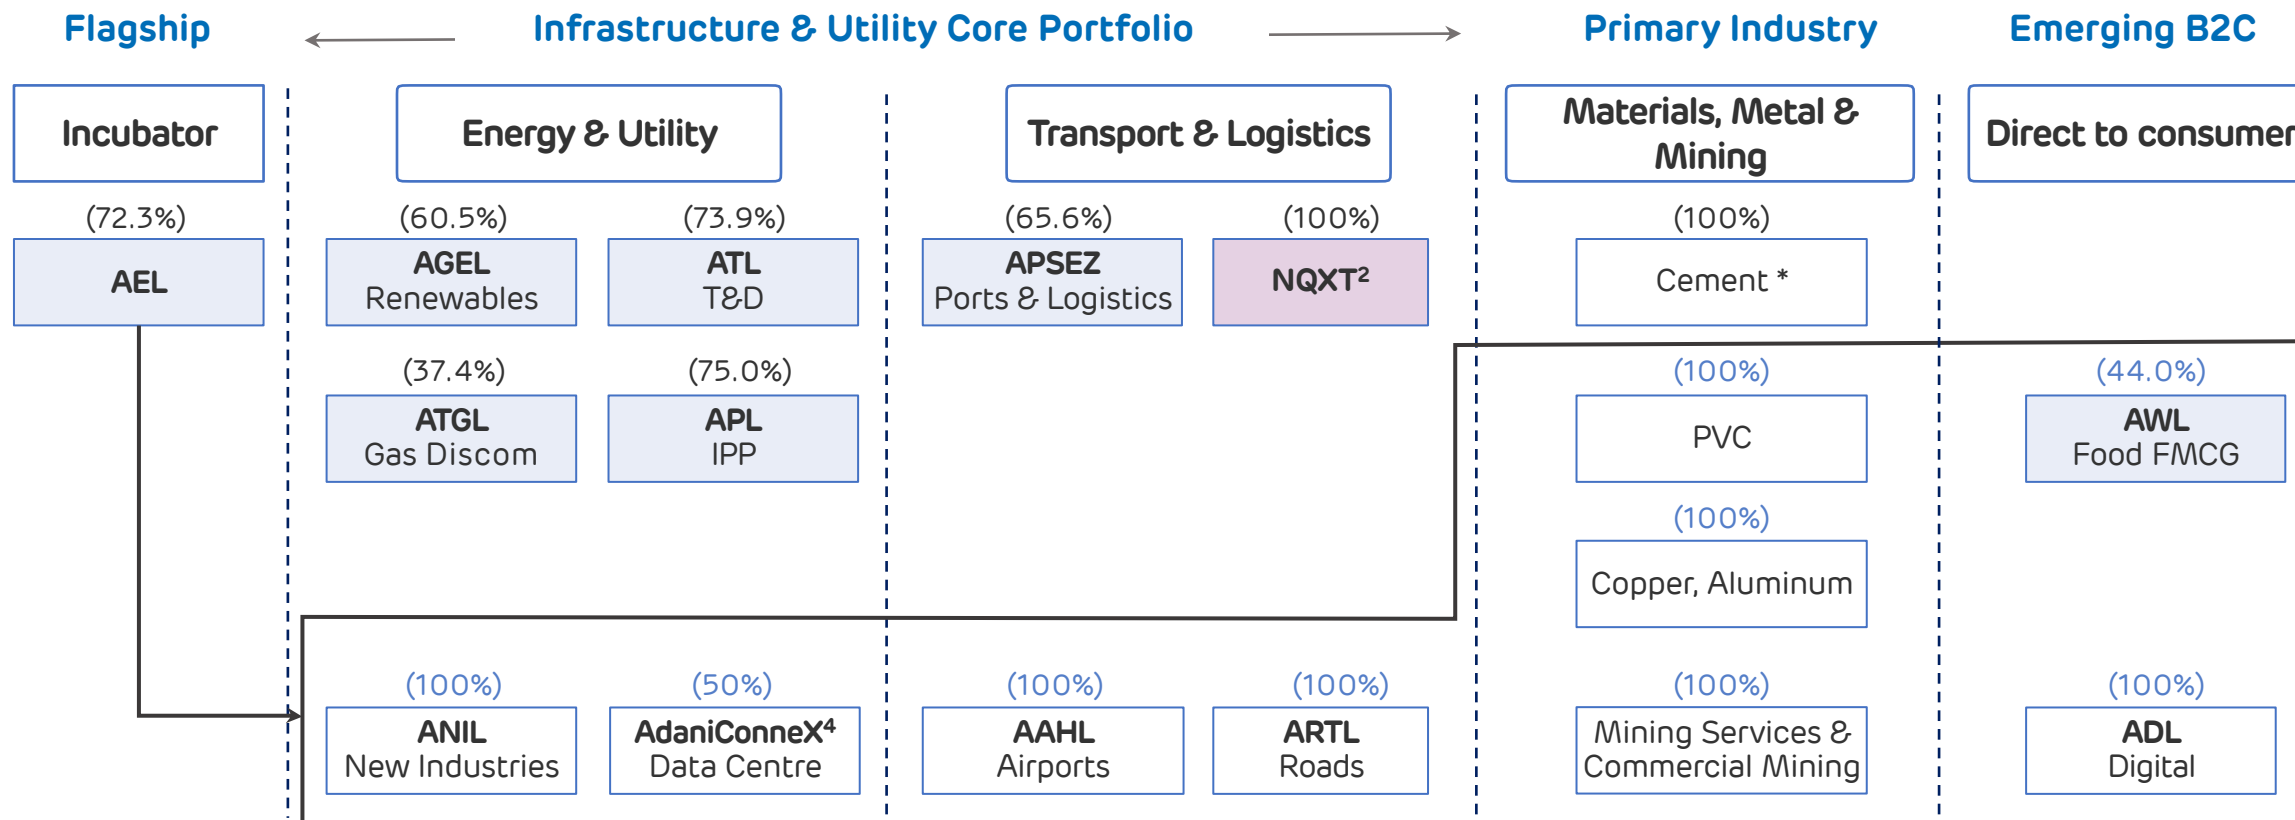 Flagship
Infrastructure & Utility Core Portfolio
Primary Industry
Emerging B2C
Incubator
Energy & Utility
Transport & Logistics
Materials, Metal &
Mining
Direct to consumer
(72.3%)
(60.5%)
(73.9%)
(65.6%)
(100%)
(100%)
AEL
AGEL
Renewables
ATL
T&D
APSEZ
Ports & Logistics
NQXT²
Cement *
(37.4%)
(75.0%)
(100%)
(44.0%)
ATGL
Gas Discom
APL
IPP
PVC
AWL
Food FMCG
(100%)
Copper, Aluminum
(100%)
(50%)
(100%)
(100%)
(100%)
(100%)
ANIL
New Industries
AdaniConneX⁴
Data Centre
AAHL
Airports
ARTL
Roads
Mining Services &
Commercial Mining
ADL
Digital